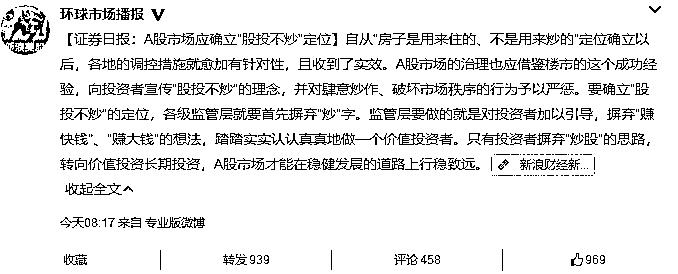 环球市场播报
【证券日报：A股市场应确立“股投不炒”定位】自从“房子是用来住的、不是用来炒的”定位确立以
后，各地的调控措施就愈加有针对性，且收到了实效。A股市场的治理也应借鉴楼市的这个成功经
验，向投资者宣传“股投不炒”的理念，并对肆意炒作、破坏市场秩序的行为予以严惩。要确立“股
投不炒”的定位，各级监管层就要首先摒弃“炒”字。监管层要做的就是对投资者加以引导，摒弃“赚
快钱”、“赚大钱”的想法，踏踏实实认认真真地做一个价值投资者。只有投资者摒弃“炒股”的思路，
转向价值投资长期投资，A股市场才能在稳健发展的道路上行稳致远。 新浪财经新...
收起全文
今天08:17 来自 专业版微博
收藏 转发 939 评论 458 969